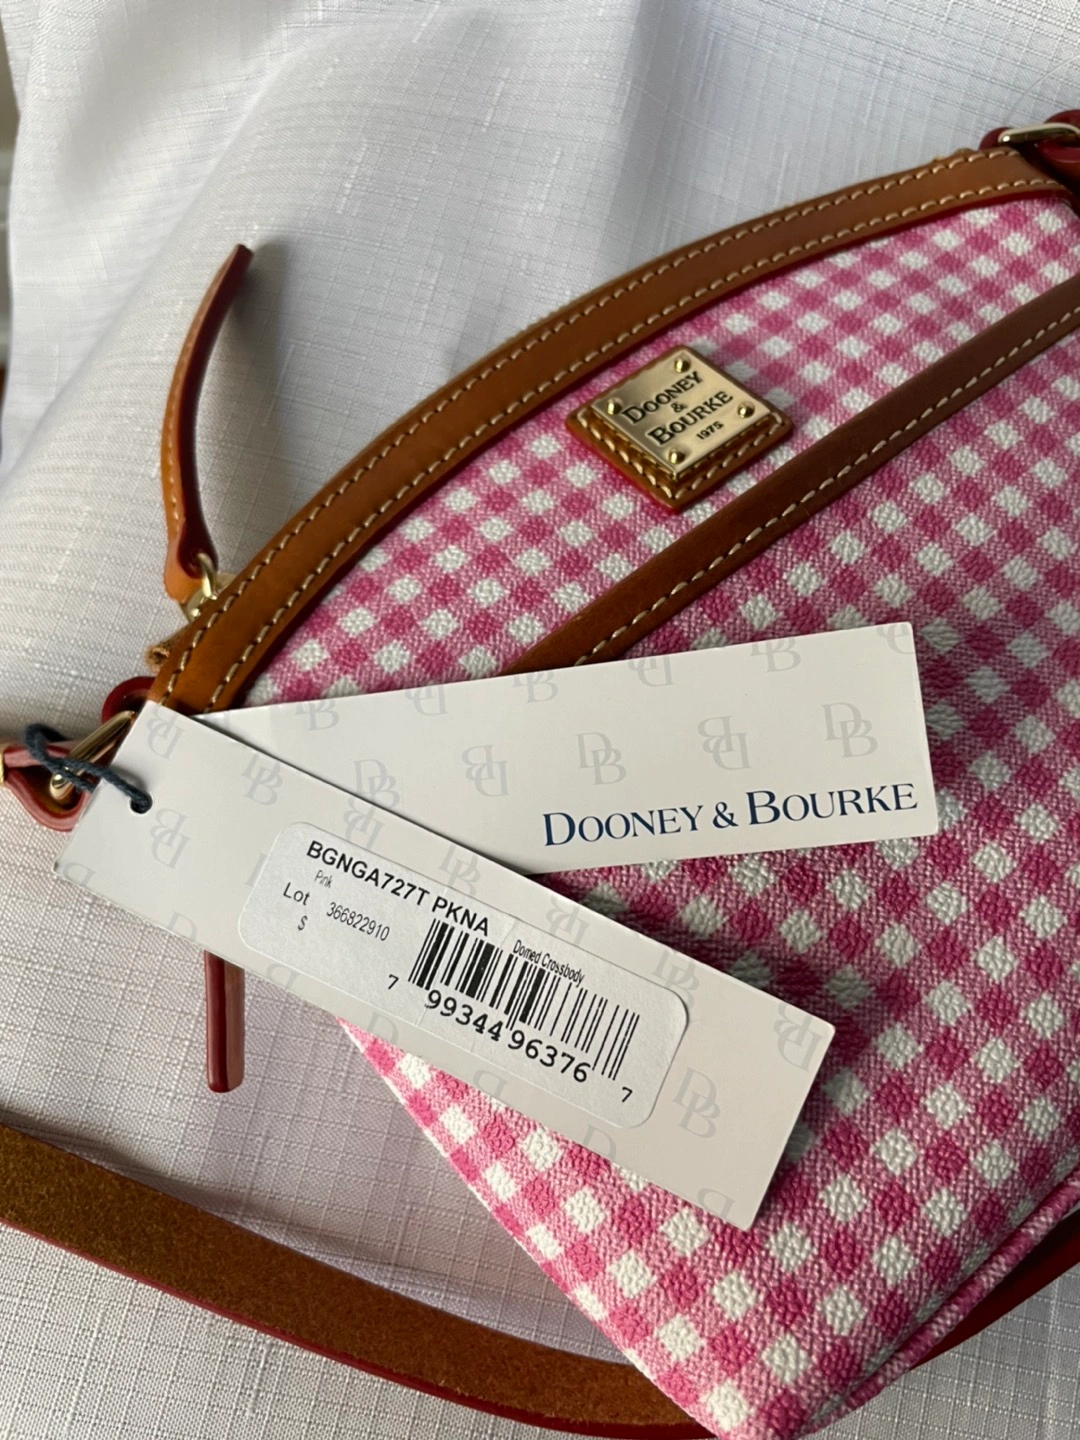 DOONEY
&
BOURKE
1975
DOONEY & BOURKE
BGNGA727T PKNA
Pink
Domed Crossbody
Lot 366822910
$
7 99344 96376 7